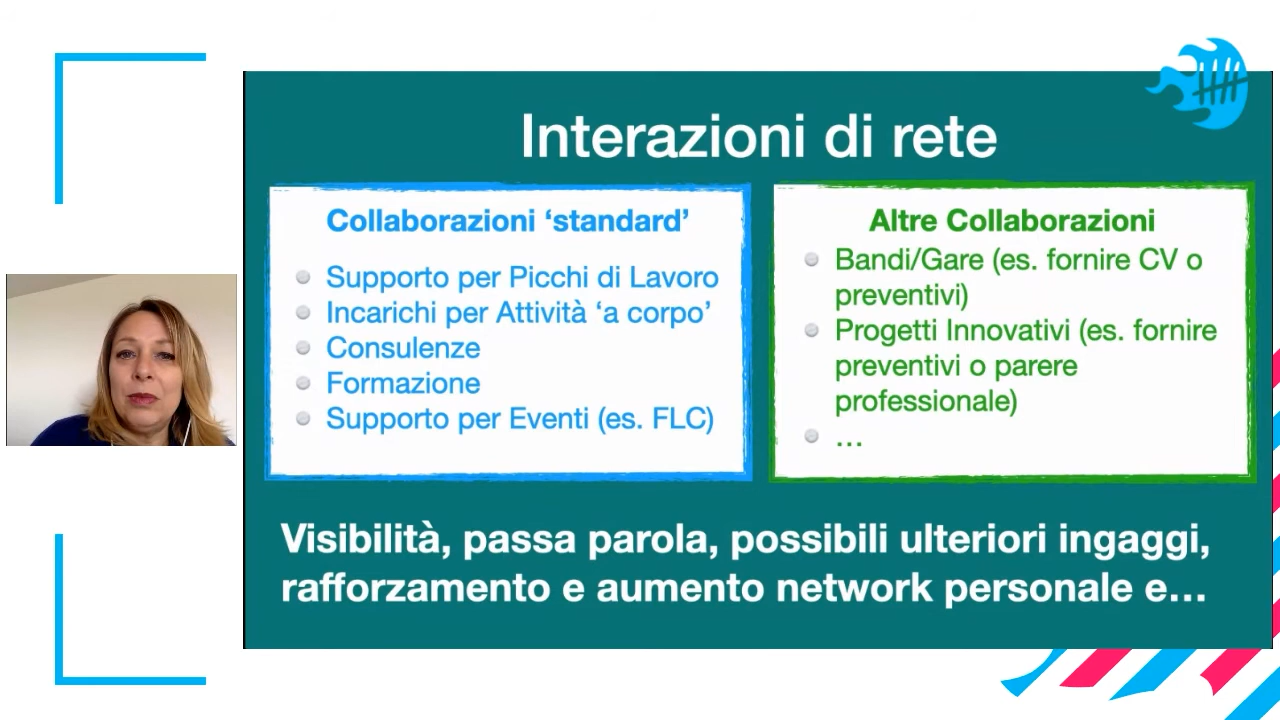 Interazioni di rete
Collaborazioni ‘standard’
Supporto per Picchi di Lavoro
Incarichi per Attività ‘a corpo’
Consulenze
Formazione
Supporto per Eventi (es. FLC)
Altre Collaborazioni
Bandi/Gare (es. fornire CV o
preventivi)
Progetti Innovativi (es. fornire
preventivi o parere
professionale)
…
Visibilità, passa parola, possibili ulteriori ingaggi,
rafforzamento e aumento network personale e…